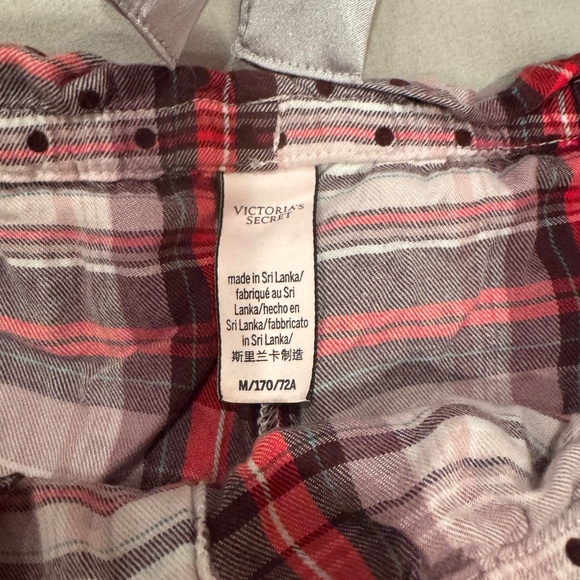 VICTORIA'S
SECRET
made in Sri Lanka/
fabriqué au Sri
Lanka/hecho en
Sri Lanka/fabbricato
in Sri Lanka/
斯里兰卡制造
M/170/72A